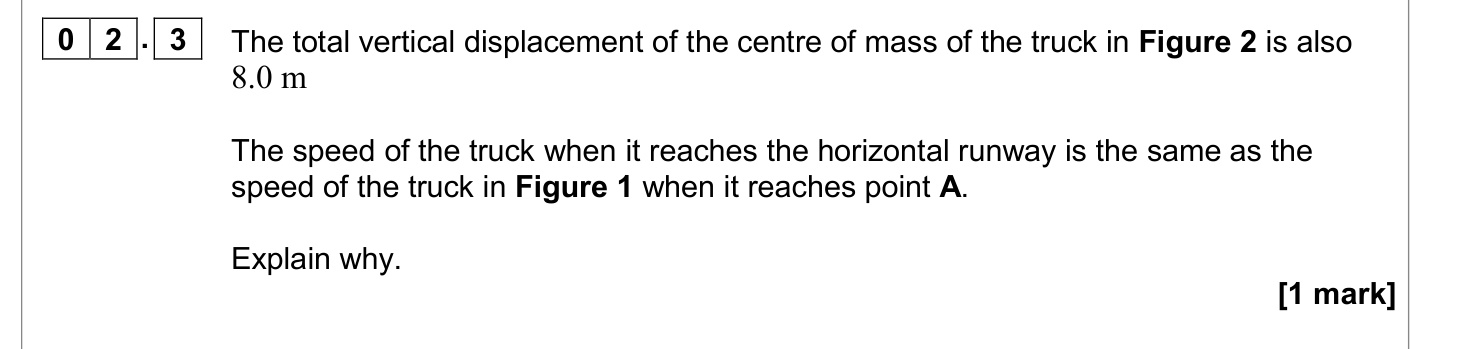 0 2 . 3 The total vertical displacement of the centre of mass of the truck in Figure 2 is also
8.0 m
The speed of the truck when it reaches the horizontal runway is the same as the
speed of the truck in Figure 1 when it reaches point A.
Explain why.
[1 mark]